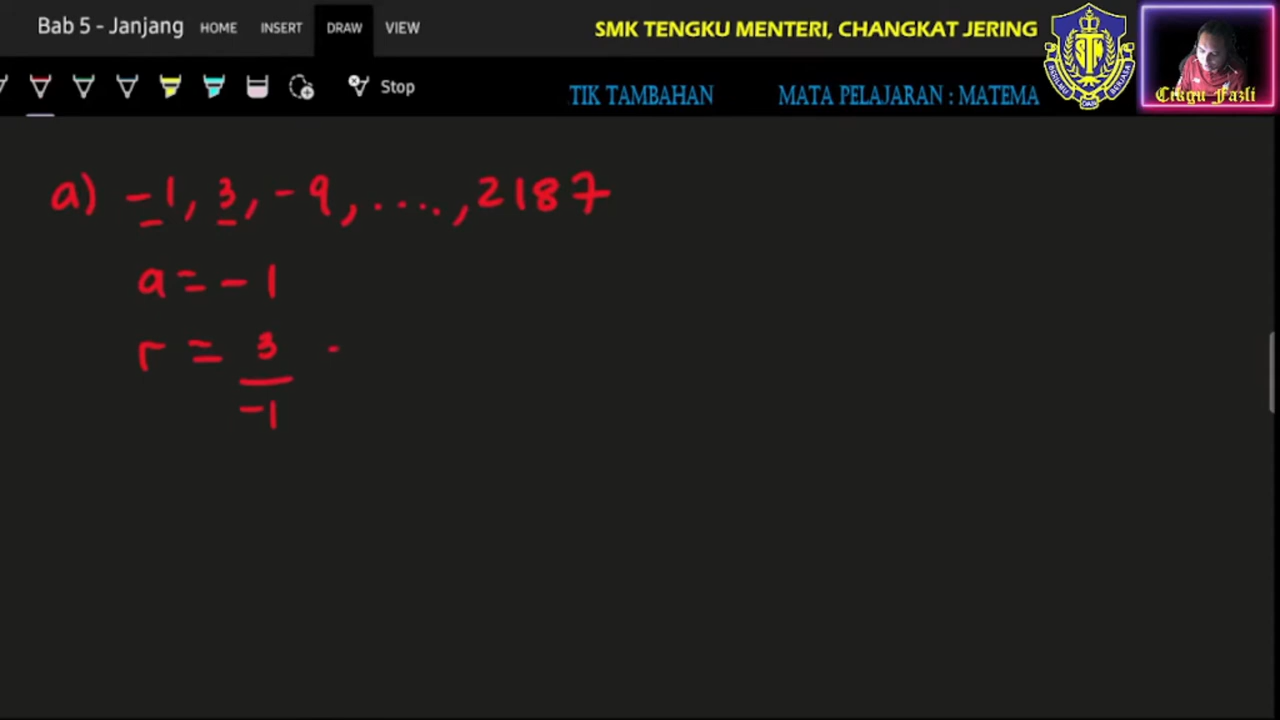 Bab 5 - Janjang HOME INSERT DRAW VIEW
SMK TENGKU MENTERI, CHANGKAT JERING
Stop
TIK TAMBAHAN MATA PELAJARAN : MATEMA
Cikgu Fazli
a) -1, 3, -9, ...., 2187
a = -1
r = 3
-1